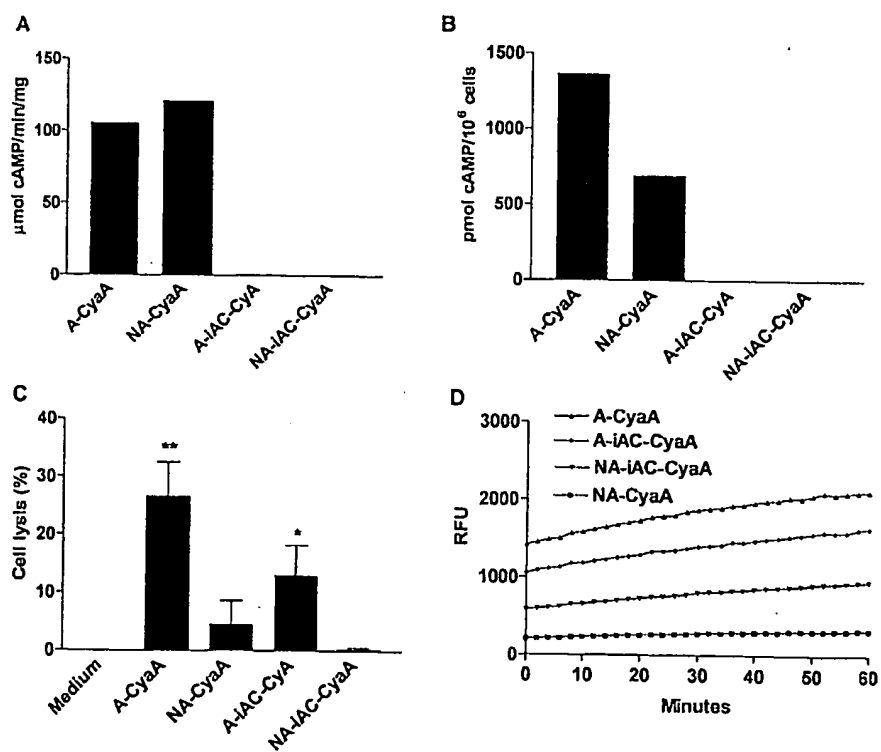 A
μmol cAMP/min/mg
150
100
50
0
A-CyaA
NA-CyaA
A-iAC-CyA
NA-iAC-CyaA
B
pmol cAMP/10⁶ cells
1500
1000
500
0
A-CyaA
NA-CyaA
A-iAC-CyA
NA-iAC-CyaA
C
Cell lysis (%)
40
30
20
10
0
**
*
Medium
A-CyaA
NA-CyaA
A-iAC-CyA
NA-iAC-CyaA
D
RFU
3000
2000
1000
0
A-CyaA
A-iAC-CyaA
NA-iAC-CyaA
NA-CyaA
0 10 20 30 40 50 60
Minutes